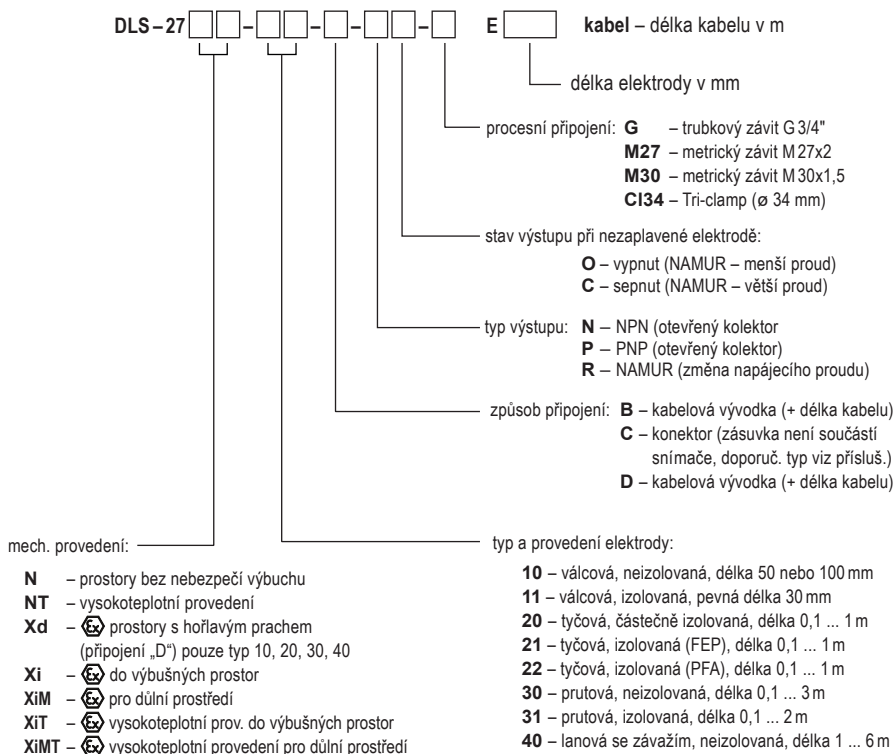 DLS – 27 – – – – E kabel – délka kabelu v m
délka elektrody v mm
procesní připojení: G – trubkový závit G 3/4"
M27 – metrický závit M 27x2
M30 – metrický závit M 30x1,5
Cl34 – Tri-clamp (ø 34 mm)
stav výstupu při nezaplavené elektrodě:
O – vypnut (NAMUR – menší proud)
C – sepnut (NAMUR – větší proud)
typ výstupu: N – NPN (otevřený kolektor
P – PNP (otevřený kolektor)
R – NAMUR (změna napájecího proudu)
způsob připojení: B – kabelová vývodka (+ délka kabelu)
C – konektor (zásuvka není součástí
snímače, doporuč. typ viz přísluš.)
D – kabelová vývodka (+ délka kabelu)
mech. provedení:
N – prostory bez nebezpečí výbuchu
NT – vysokoteplotní provedení
Xd – Ex prostory s hořlavým prachem
(připojení „D“) pouze typ 10, 20, 30, 40
Xi – Ex do výbušných prostor
XiM – Ex pro důlní prostředí
XiT – Ex vysokoteplotní prov. do výbušných prostor
XiMT – Ex vysokoteplotní provedení pro důlní prostředí
typ a provedení elektrody:
10 – válcová, neizolovaná, délka 50 nebo 100 mm
11 – válcová, izolovaná, pevná délka 30 mm
20 – tyčová, částečně izolovaná, délka 0,1 ... 1 m
21 – tyčová, izolovaná (FEP), délka 0,1 ... 1 m
22 – tyčová, izolovaná (PFA), délka 0,1 ... 1 m
30 – prutová, neizolovaná, délka 0,1 ... 3 m
31 – prutová, izolovaná, délka 0,1 ... 2 m
40 – lanová se závažím, neizolovaná, délka 1 ... 6 m